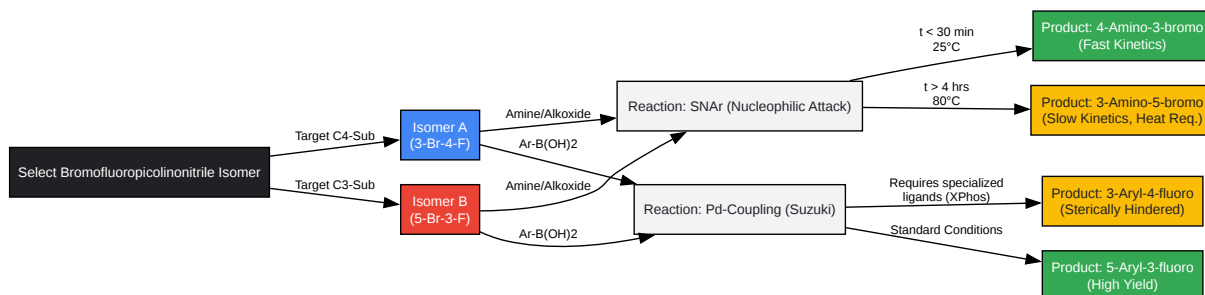 Select Bromofluoropicolinonitrile Isomer
Target C4-Sub
Target C3-Sub
Isomer A
(3-Br-4-F)
Isomer B
(5-Br-3-F)
Amine/Alkoxide
Ar-B(OH)2
Amine/Alkoxide
Ar-B(OH)2
Reaction: SNAr (Nucleophilic Attack)
Reaction: Pd-Coupling (Suzuki)
t < 30 min
25°C
t > 4 hrs
80°C
Requires specialized
ligands (XPhos)
Standard Conditions
Product: 4-Amino-3-bromo
(Fast Kinetics)
Product: 3-Amino-5-bromo
(Slow Kinetics, Heat Req.)
Product: 3-Aryl-4-fluoro
(Sterically Hindered)
Product: 5-Aryl-3-fluoro
(High Yield)